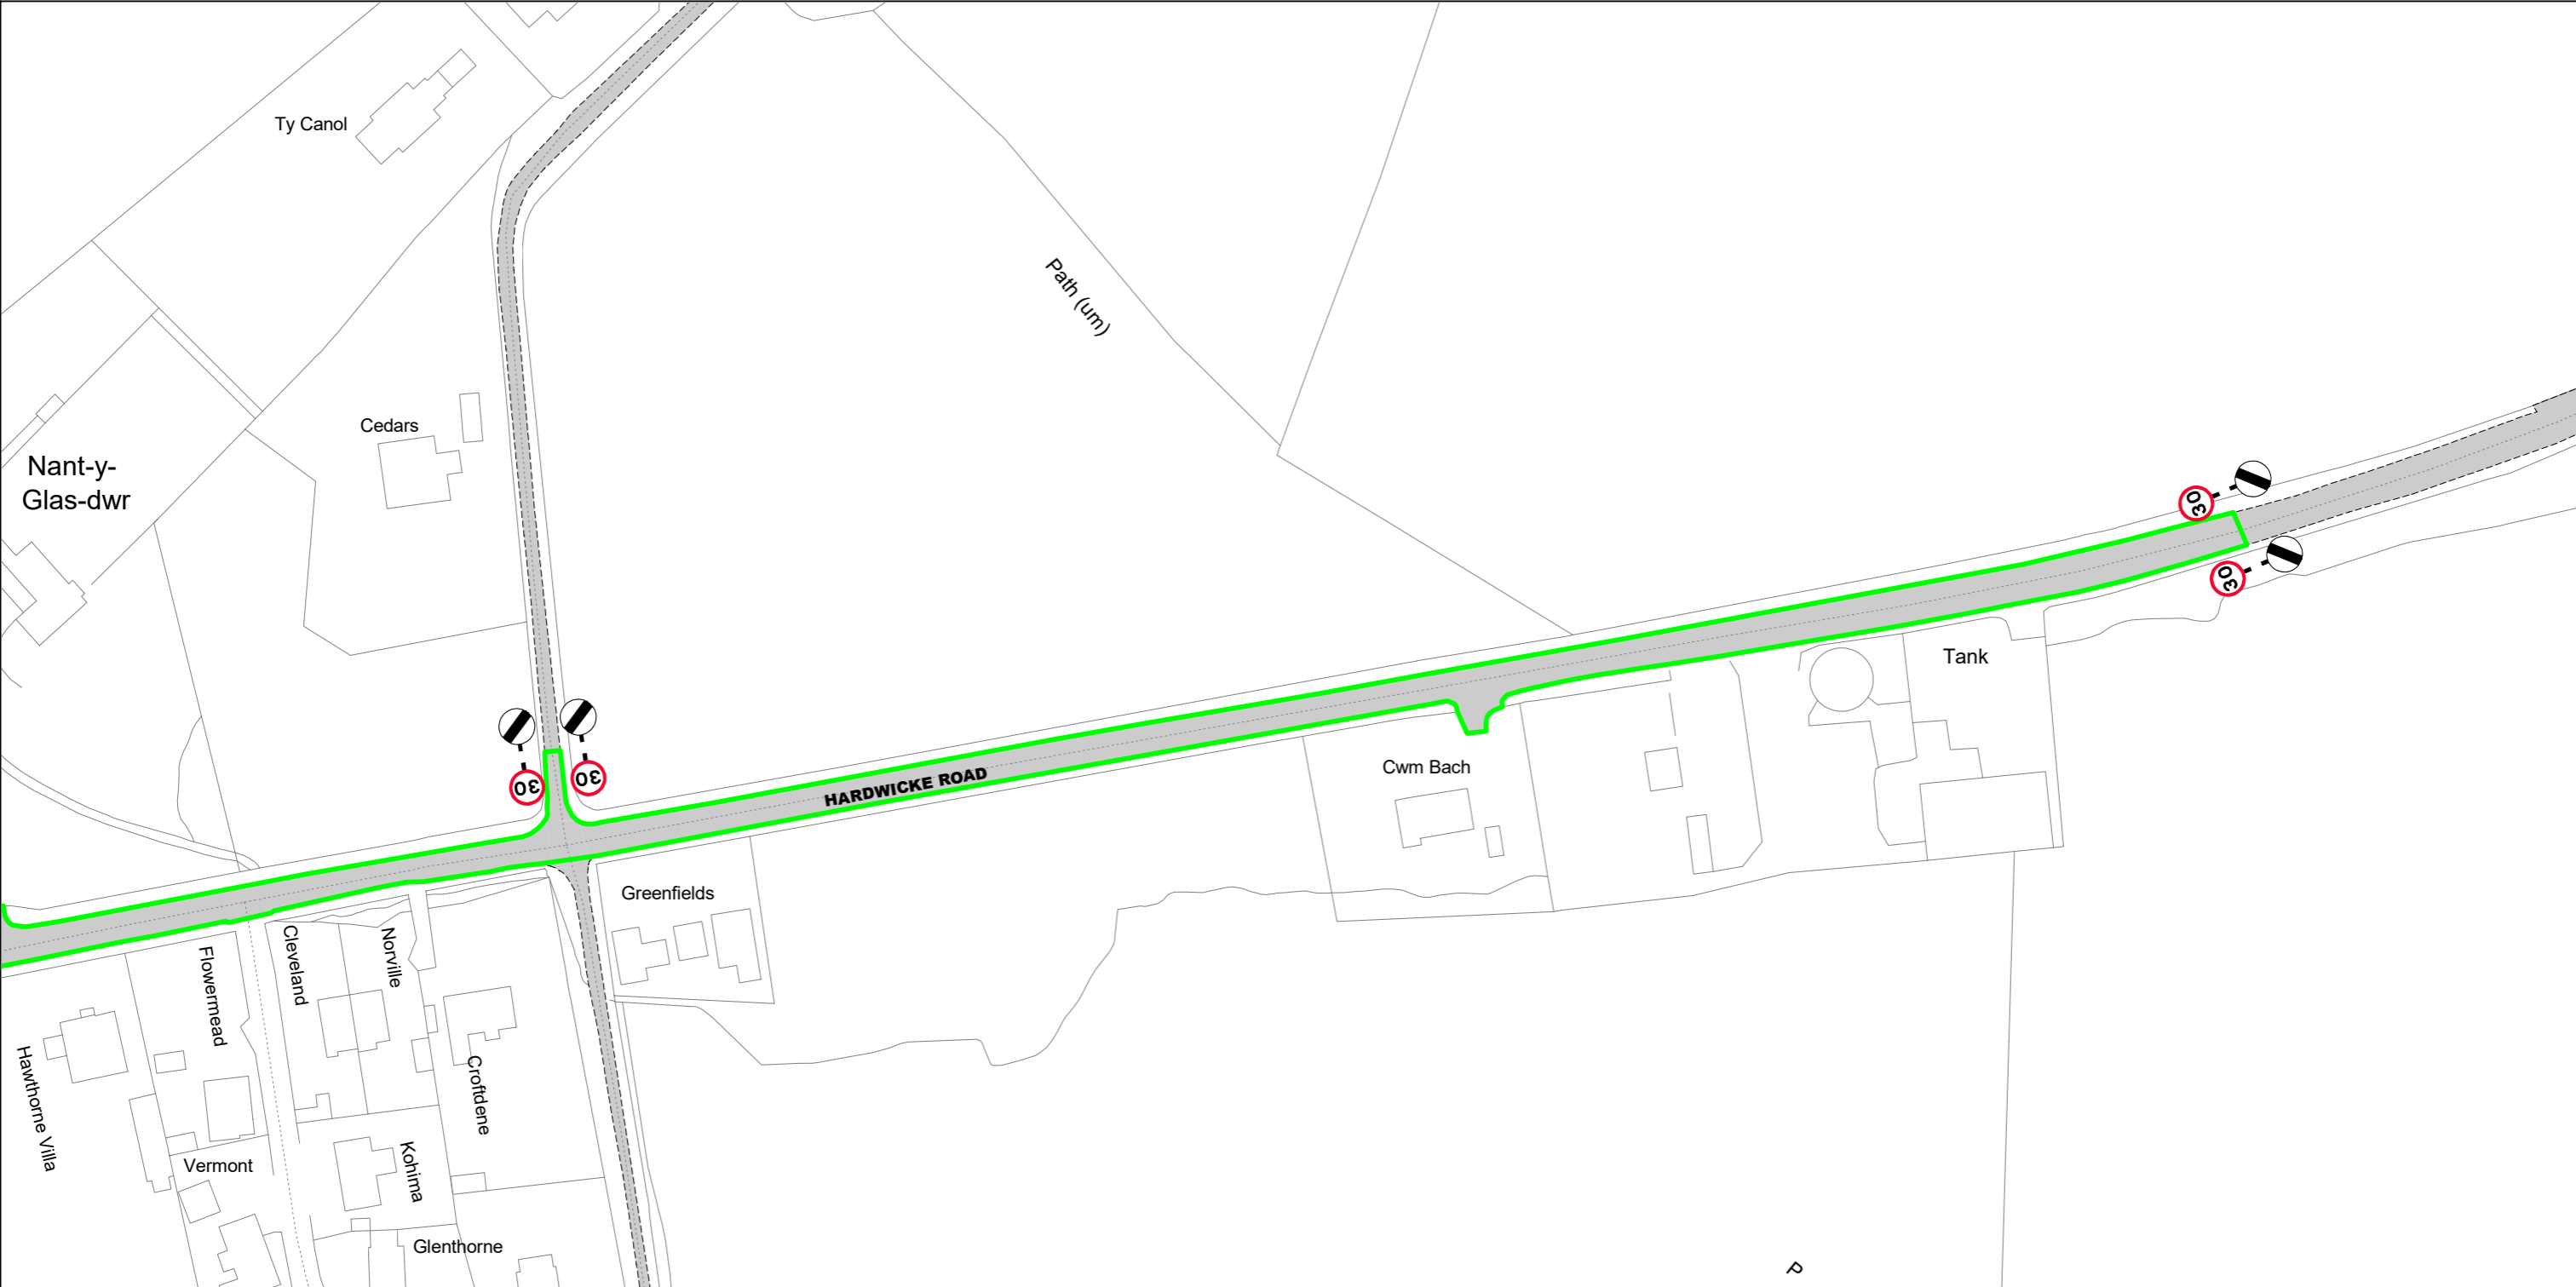 Ty Canol
Path (um)
Cedars
Nant-y-
Glas-dwr
30
30
30
30
Tank
HARDWICKE ROAD
Cwm Bach
Greenfields
Cleveland
Norville
Flowermead
Hawthorne Villa
Croftdene
Kohima
Vermont
Glenthorne
P